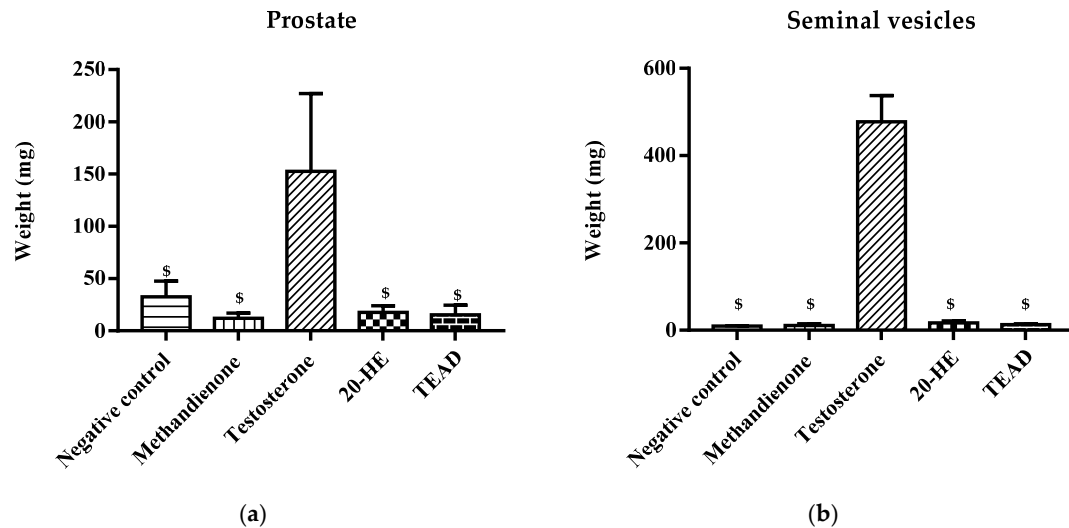 Prostate
Weight (mg)
250
200
150
100
50
0
$
$
$
$
Negative control
Methandienone
Testosterone
20-HE
TEAD
(a)
Seminal vesicles
Weight (mg)
600
400
200
0
$
$
$
$
Negative control
Methandienone
Testosterone
20-HE
TEAD
(b)